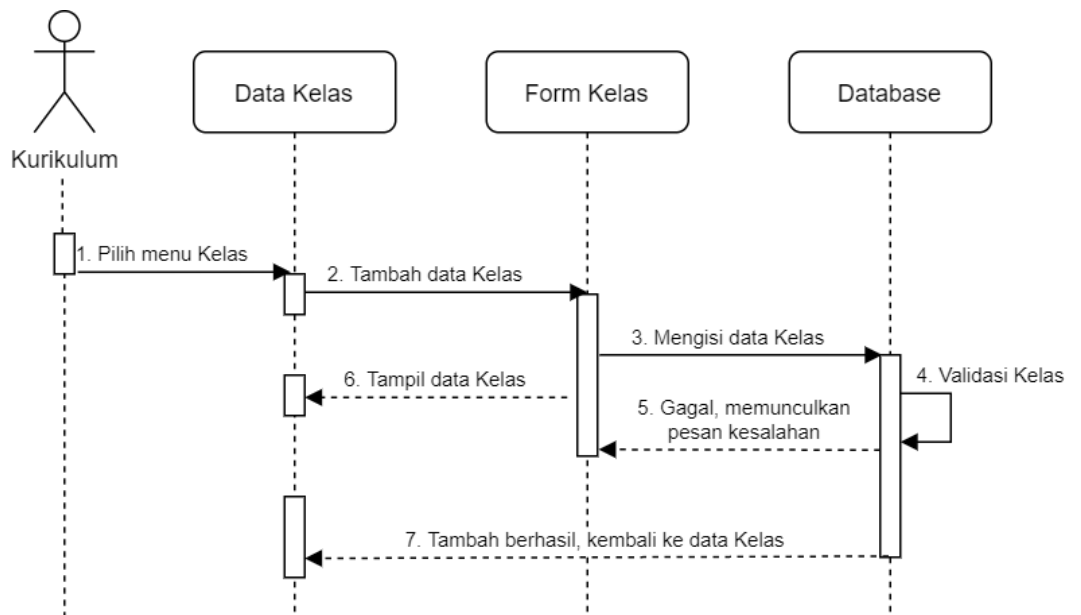 Data Kelas
Form Kelas
Database
Kurikulum
1. Pilih menu Kelas
2. Tambah data Kelas
3. Mengisi data Kelas
4. Validasi Kelas
6. Tampil data Kelas
5. Gagal, memunculkan
pesan kesalahan
7. Tambah berhasil, kembali ke data Kelas